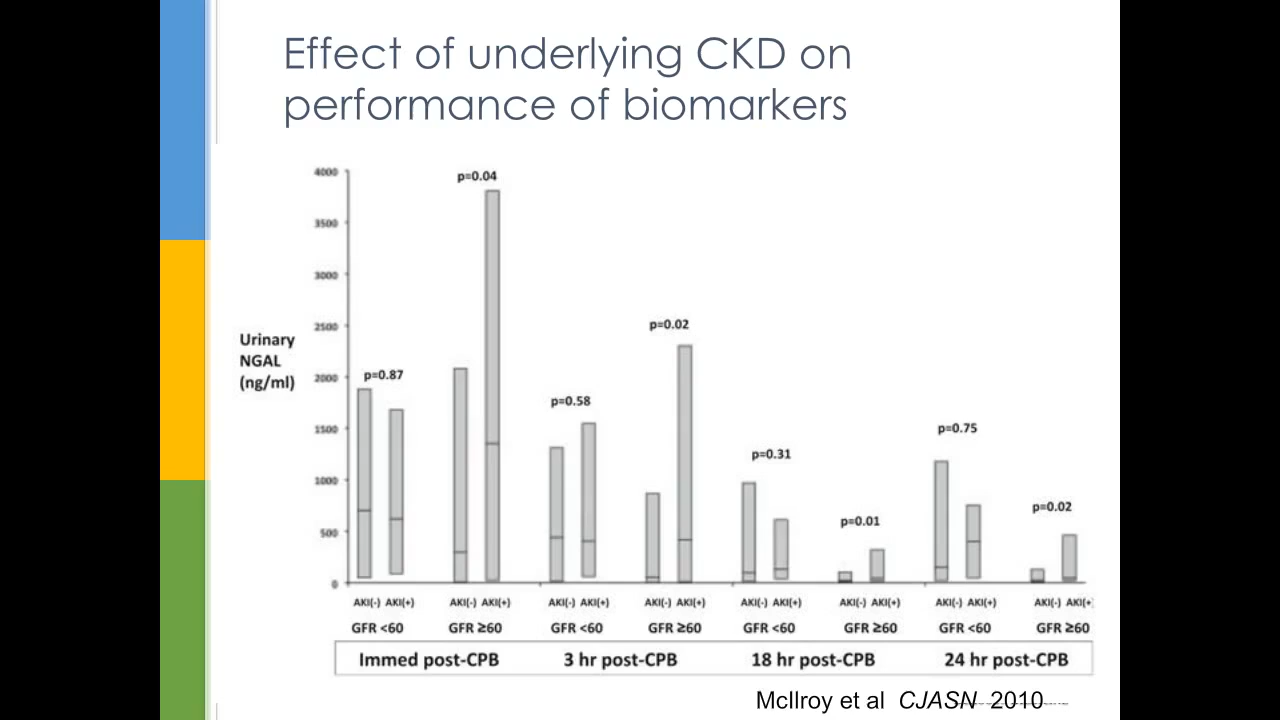 Effect of underlying CKD on
performance of biomarkers
4000
3500
3000
2500
2000
1500
1000
500
0
Urinary
NGAL
(ng/ml)
p=0.87
p=0.04
p=0.58
p=0.02
p=0.31
p=0.01
p=0.75
p=0.02
AKI(-) AKI(+) AKI(-) AKI(+) AKI(-) AKI(+) AKI(-) AKI(+) AKI(-) AKI(+) AKI(-) AKI(+) AKI(-) AKI(+) AKI(-) AKI(+
GFR <60 GFR ≥60 GFR <60 GFR ≥60 GFR <60 GFR ≥60 GFR <60 GFR ≥60
Immed post-CPB 3 hr post-CPB 18 hr post-CPB 24 hr post-CPB
McIlroy et al CJASN 2010